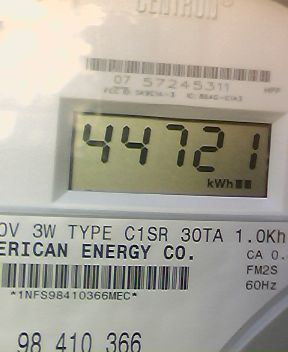 CENTRON®
07 57245311
44721
kWh
0V 3W TYPE C1SR 30TA 1.0Kh
ERICAN ENERGY CO.
CA 0.
FM2S
*1NFS98410366MEC*
60Hz
98 410 366